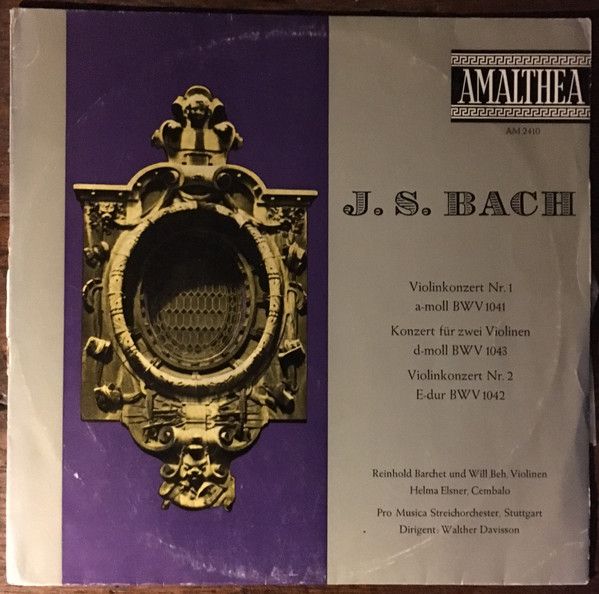 AMALTHEA
AM 2410
J. S. BACH
Violinkonzert Nr. 1
a-moll BWV 1041
Konzert für zwei Violinen
d-moll BWV 1043
Violinkonzert Nr. 2
E-dur BWV 1042
Reinhold Barchet und Will Beh, Violinen
Helma Elsner, Cembalo
Pro Musica Streichorchester, Stuttgart
Dirigent: Walther Davisson